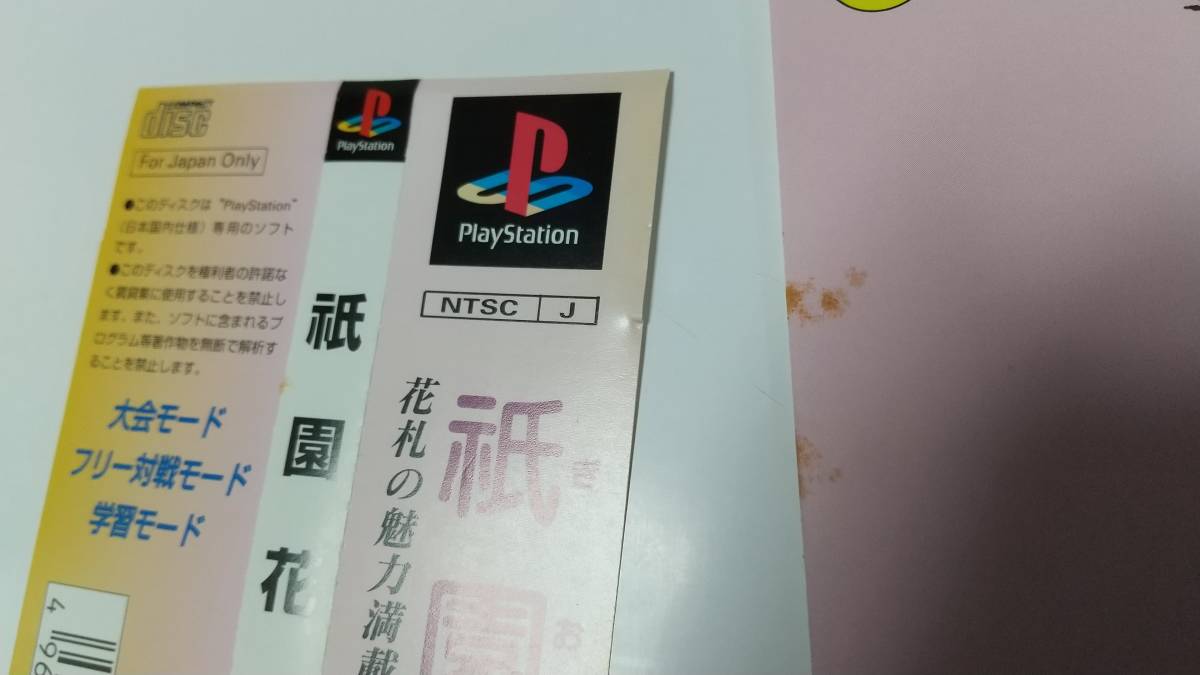 COMPACT
disc
For Japan Only
●このディスクは "PlayStation"
（日本国内仕様）専用のソフト
です。
●このディスクを権利者の許諾な
く賃貸業に使用することを禁止し
ます。また、ソフトに含まれるプ
ログラム等著作物を無断で解析す
ることを禁止します。
大会モード
フリー対戦モード
学習モード
4 96
PlayStation
祇園花
PlayStation
NTSC J
花札の魅力満載
祇園
ぎ
お